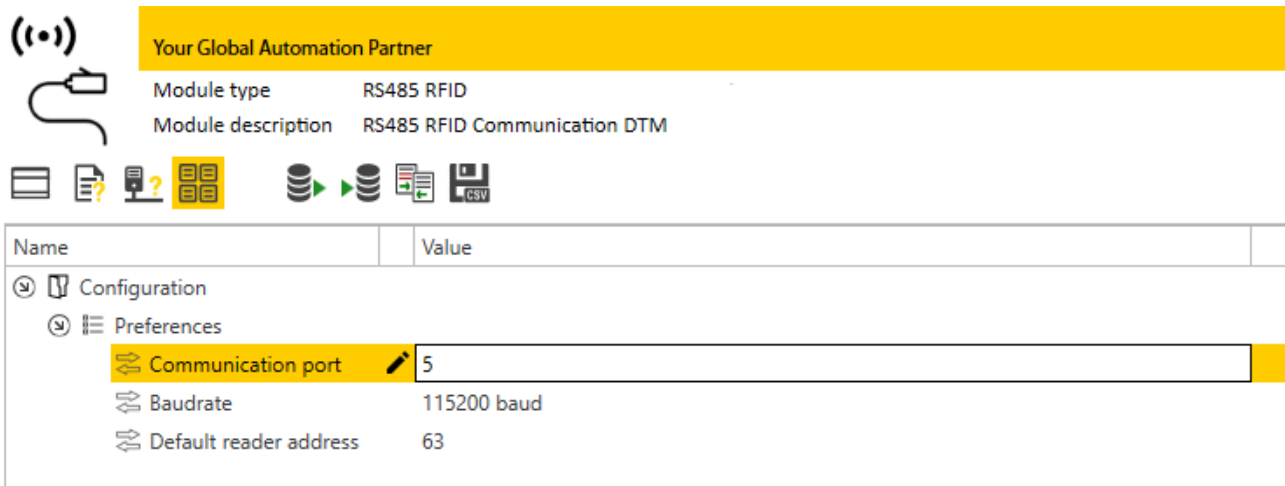 Your Global Automation Partner
Module type RS485 RFID
Module description RS485 RFID Communication DTM
? ? CSV
Name Value
Configuration
Preferences
Communication port 5
Baudrate 115200 baud
Default reader address 63